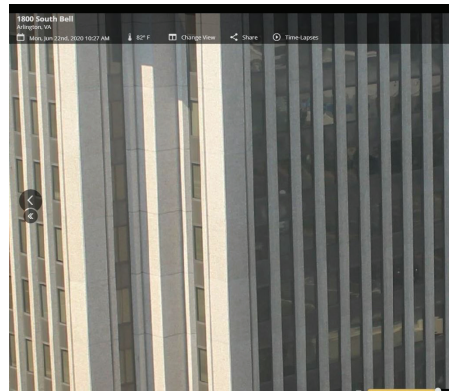 1800 South Bell
Arlington, VA
Mon, Jun 22nd, 2020 10:27 AM 82° F Change View Share Time-Lapses